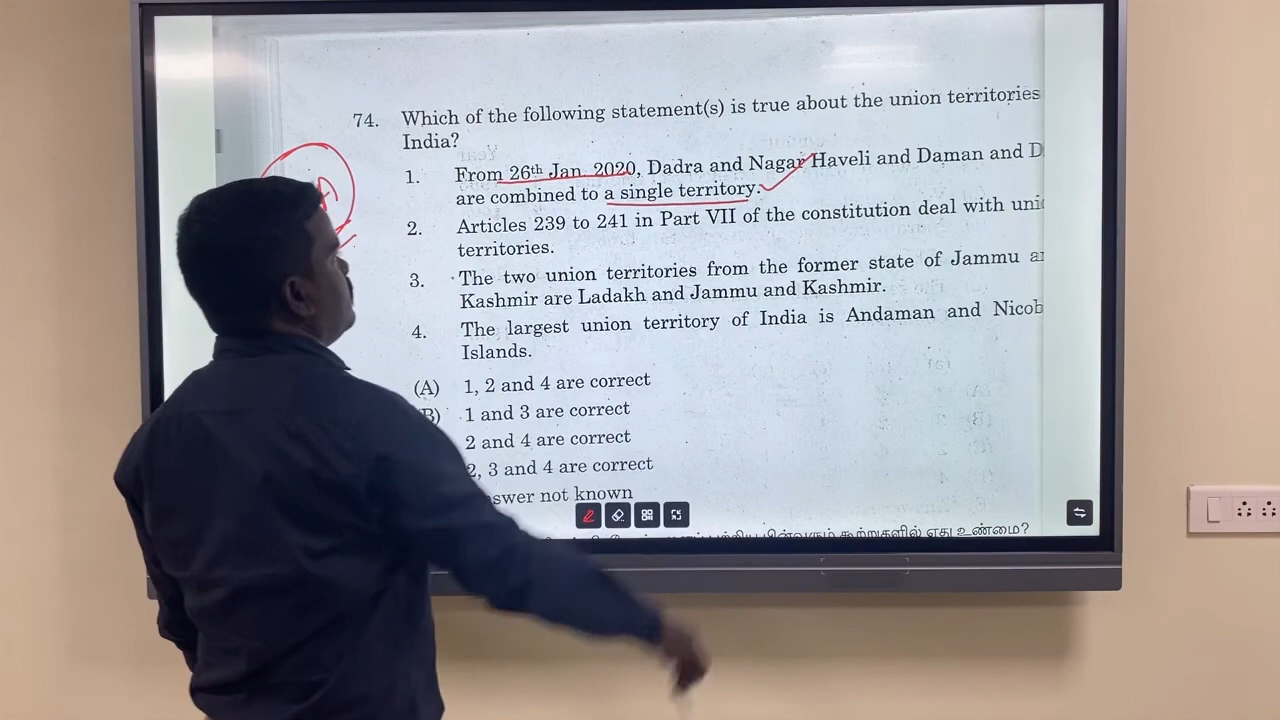 74. Which of the following statement(s) is true about the union territories
India?
1. From 26th Jan 2020, Dadra and Nagar Haveli and Daman and D
are combined to a single territory.
2. Articles 239 to 241 in Part VII of the constitution deal with
territories.
3. The two union territories from the former state of Jammu
Kashmir are Ladakh and Jammu and Kashmir.
4. The largest union territory of India is Andaman and Nicob
Islands.
(A) 1, 2 and 4 are correct
B) 1 and 3 are correct
2 and 4 are correct
2, 3 and 4 are correct
swer not known
பின்வரும் கூற்றுகளில் எது உண்மை?